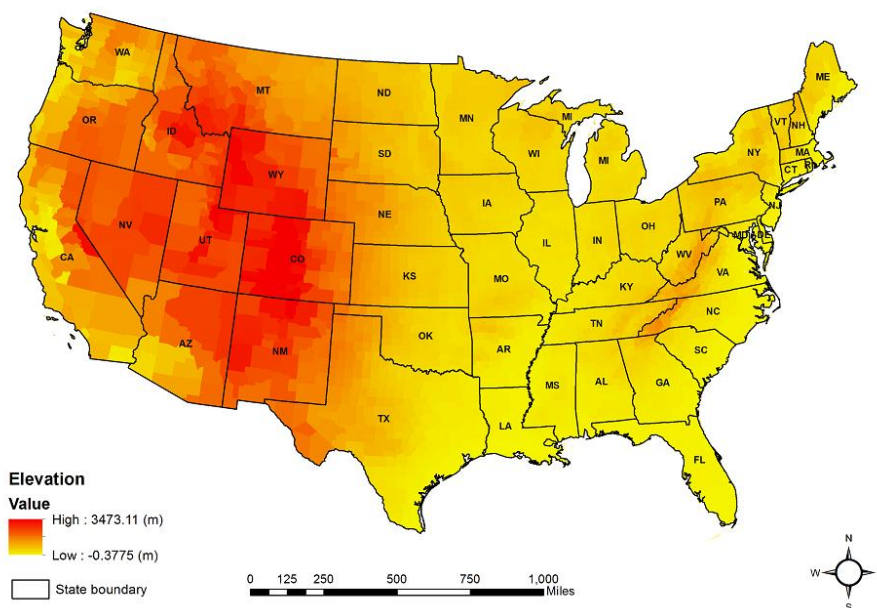 WA
MT
ND
MN
MI
ME
VT
NH
OR
ID
SD
WI
MI
NY
MA
RI
CT
WY
IA
PA
NJ
NE
NV
UT
CO
IL
IN
OH
MD
DE
WV
VA
CA
KS
MO
KY
AZ
NM
OK
AR
TN
NC
SC
MS
AL
GA
TX
LA
FL
Elevation
Value
High : 3473.11 (m)
Low : -0.3775 (m)
State boundary
0 125 250 500 750 1,000
Miles
N
W E
S